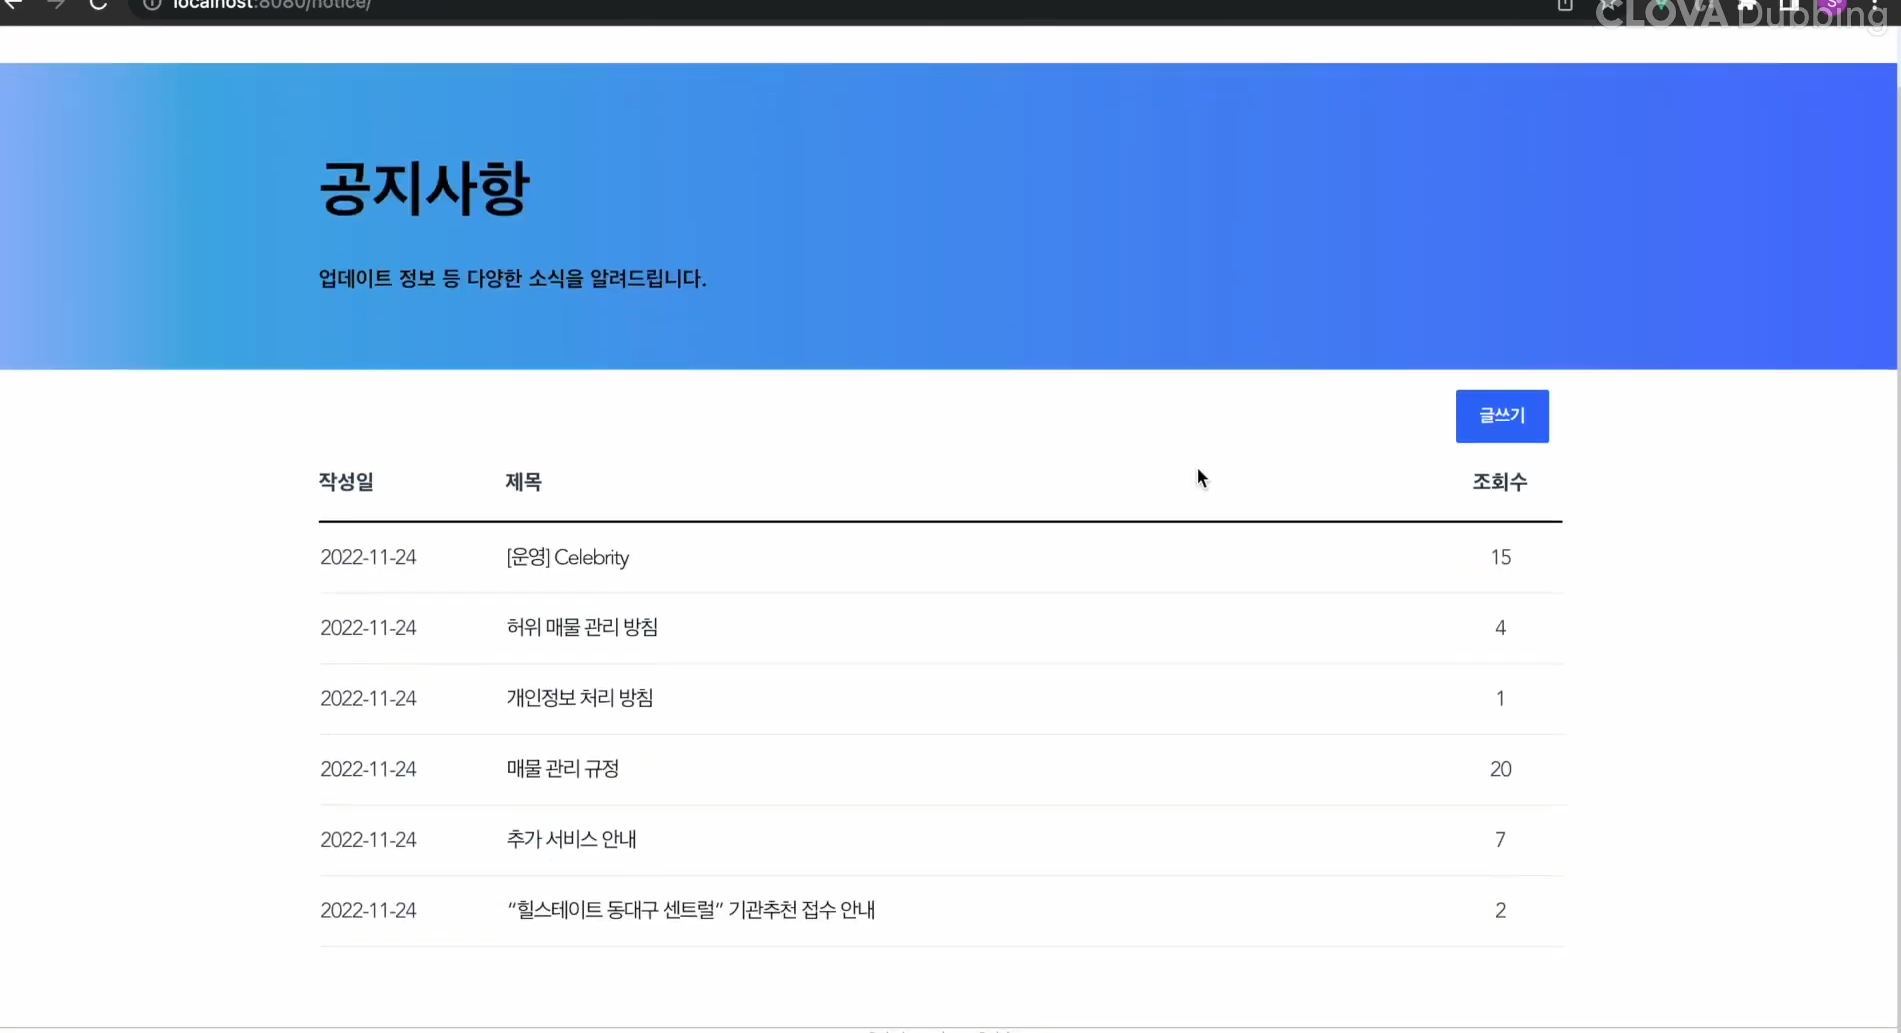 localhost:8080/notice/
CLOVA Dubbing
공지사항
업데이트 정보 등 다양한 소식을 알려드립니다.
글쓰기
작성일 제목 조회수
2022-11-24 [운영] Celebrity 15
2022-11-24 허위 매물 관리 방침 4
2022-11-24 개인정보 처리 방침 1
2022-11-24 매물 관리 규정 20
2022-11-24 추가 서비스 안내 7
2022-11-24 “힐스테이트 동대구 센트럴” 기관추천 접수 안내 2